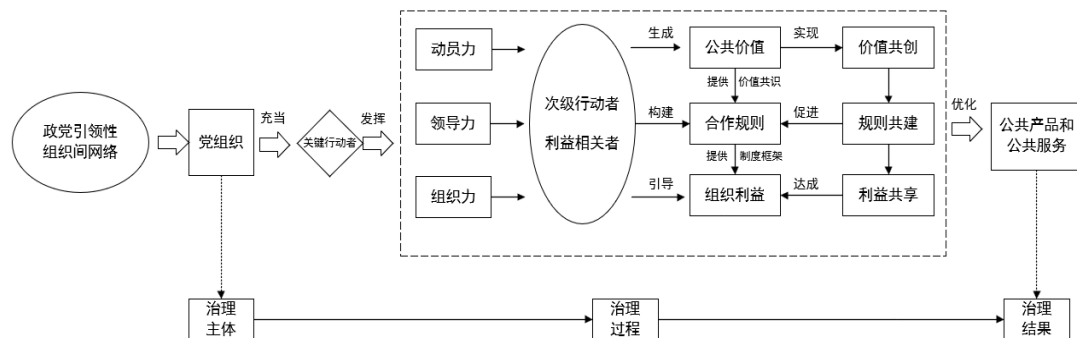 政党引领性
组织间网络
党组织
充当
关键行动者
发挥
动员力
领导力
组织力
次级行动者
利益相关者
生成
构建
引导
公共价值
实现
价值共创
提供 价值共识
合作规则
促进
规则共建
提供 制度框架
组织利益
达成
利益共享
优化
公共产品和
公共服务
治理
主体
治理
过程
治理
结果